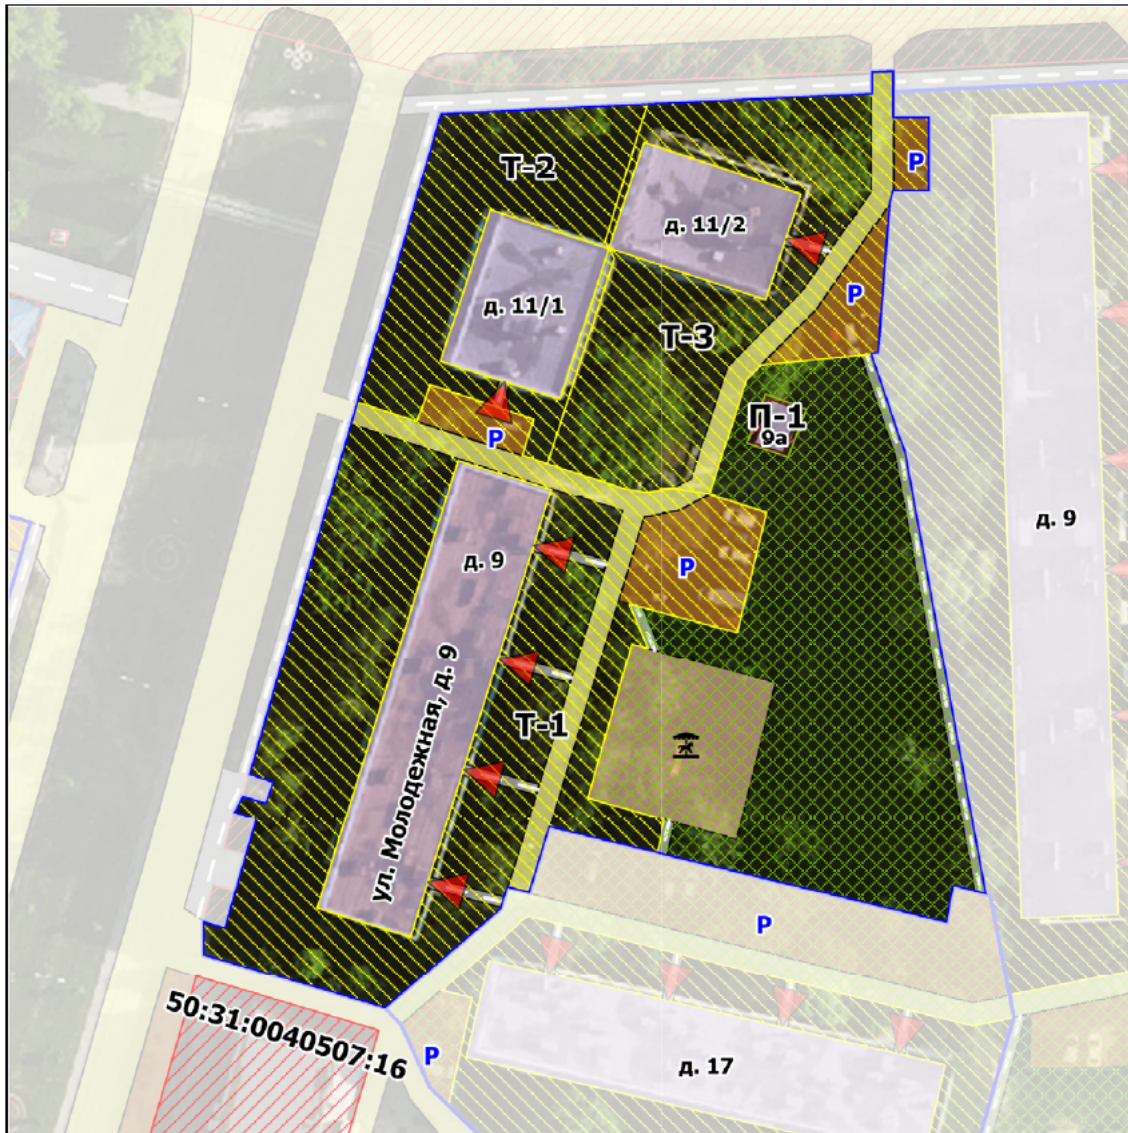 Р
Т-2
д. 11/2
Р
д. 11/1
Т-3
П-1
9а
Р
д. 9
д. 9
Р
ул. Молодежная, д. 9
Т-1
Р
50:31:0040507:16
Р
д. 17